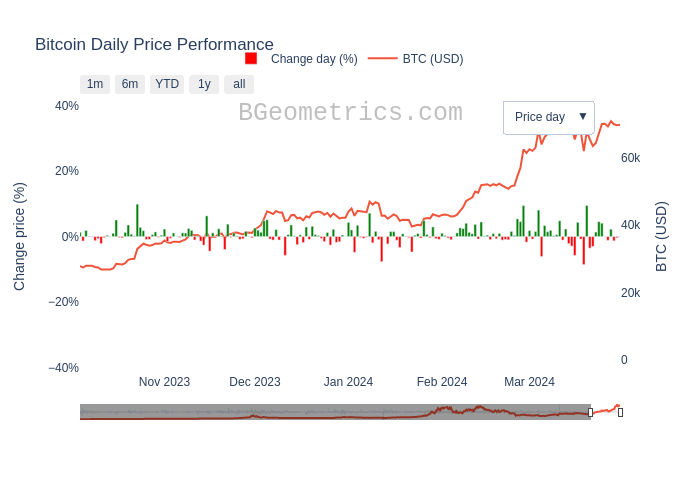 Bitcoin Daily Price Performance
Change day (%) BTC (USD)
1m 6m YTD 1y all
BGeometrics.com
Price day ▼
40%
20%
0%
−20%
−40%
Change price (%)
60k
40k
20k
0
BTC (USD)
Nov 2023 Dec 2023 Jan 2024 Feb 2024 Mar 2024